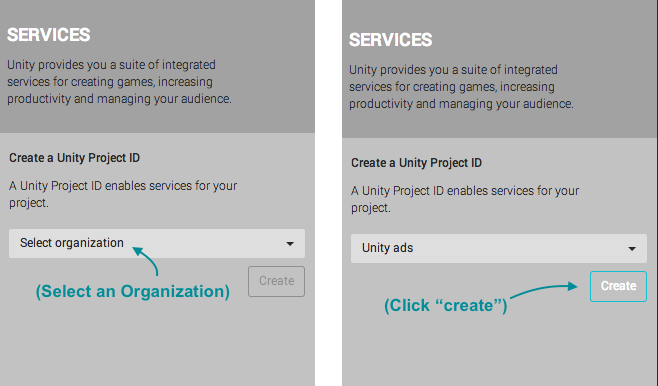 SERVICES
Unity provides you a suite of integrated
services for creating games, increasing
productivity and managing your audience.
Create a Unity Project ID
A Unity Project ID enables services for your
project.
Select organization
Create
(Select an Organization)
SERVICES
Unity provides you a suite of integrated
services for creating games, increasing
productivity and managing your audience.
Create a Unity Project ID
A Unity Project ID enables services for your
project.
Unity ads
Create
(Click “create”)